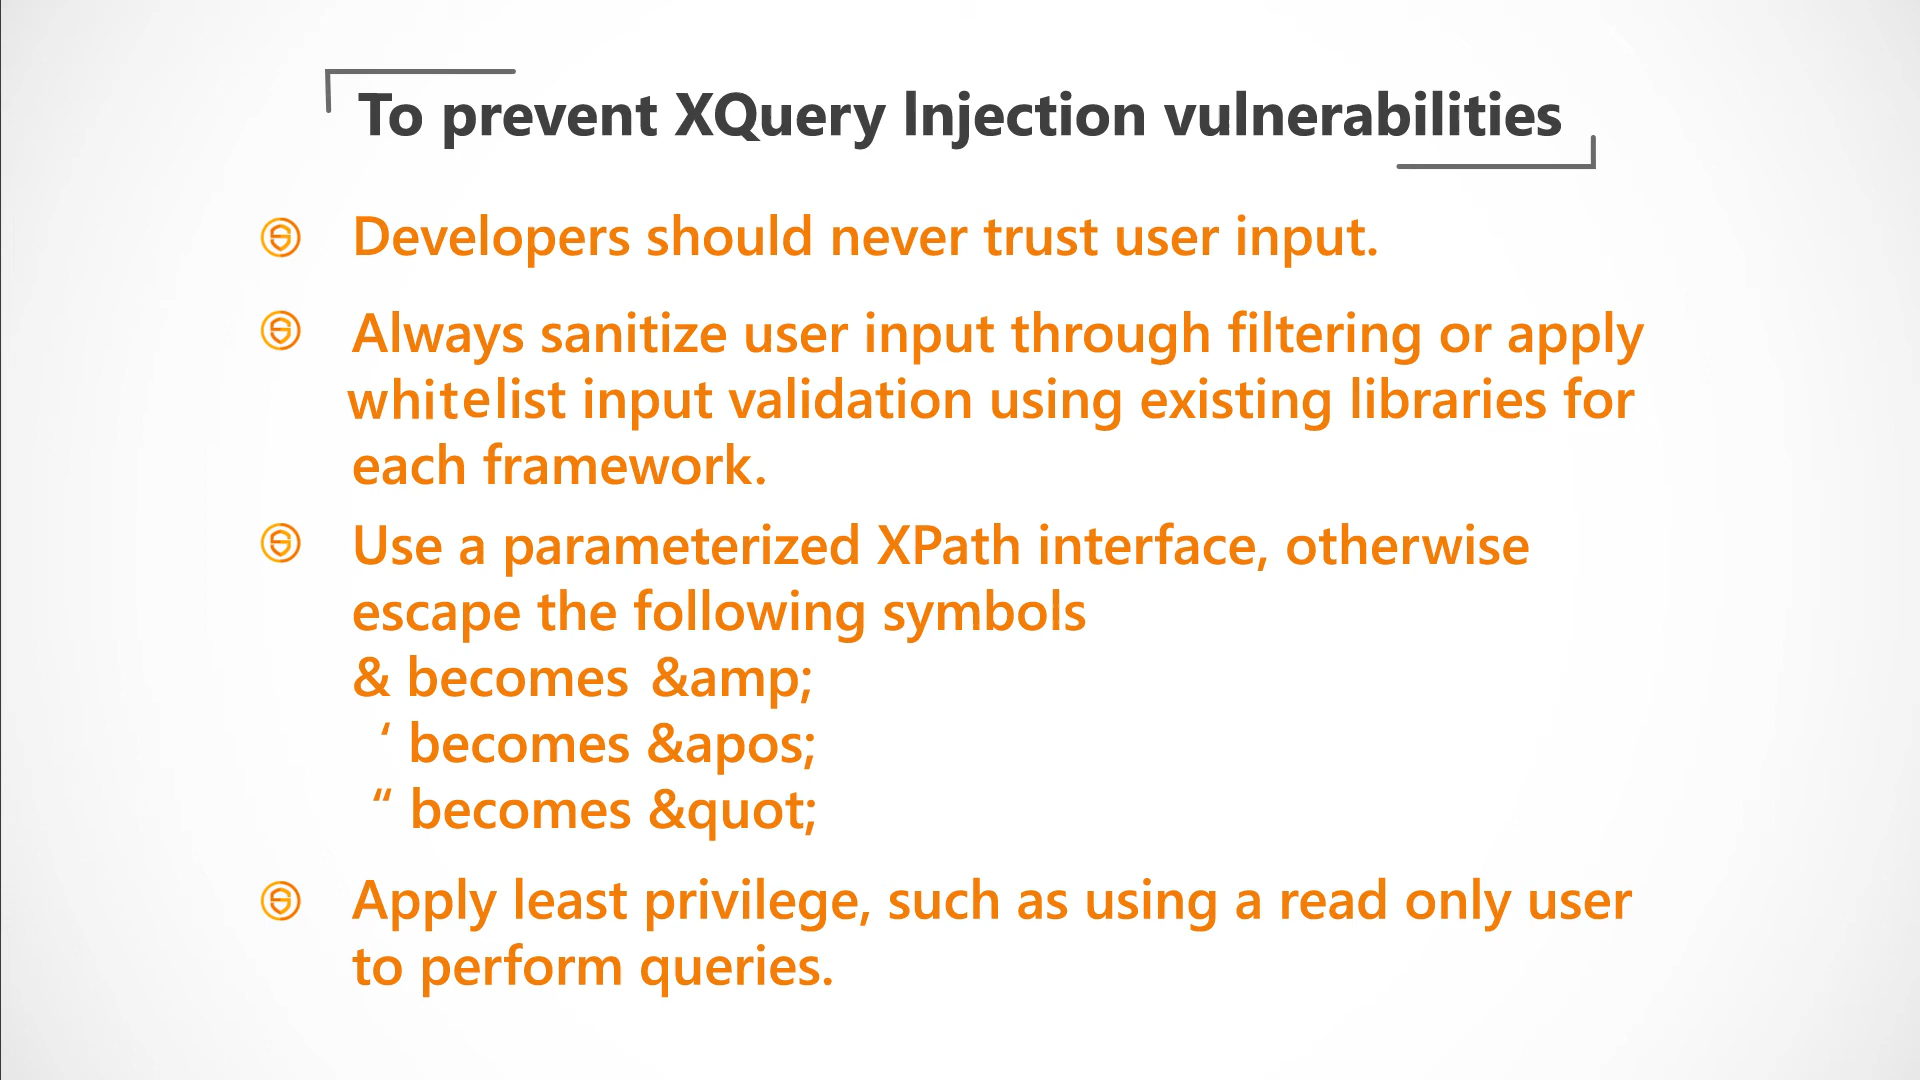 To prevent XQuery Injection vulnerabilities
Developers should never trust user input.
Always sanitize user input through filtering or apply
whitelist input validation using existing libraries for
each framework.
Use a parameterized XPath interface, otherwise
escape the following symbols
& becomes &amp;
‘ becomes &apos;
“ becomes &quot;
Apply least privilege, such as using a read only user
to perform queries.